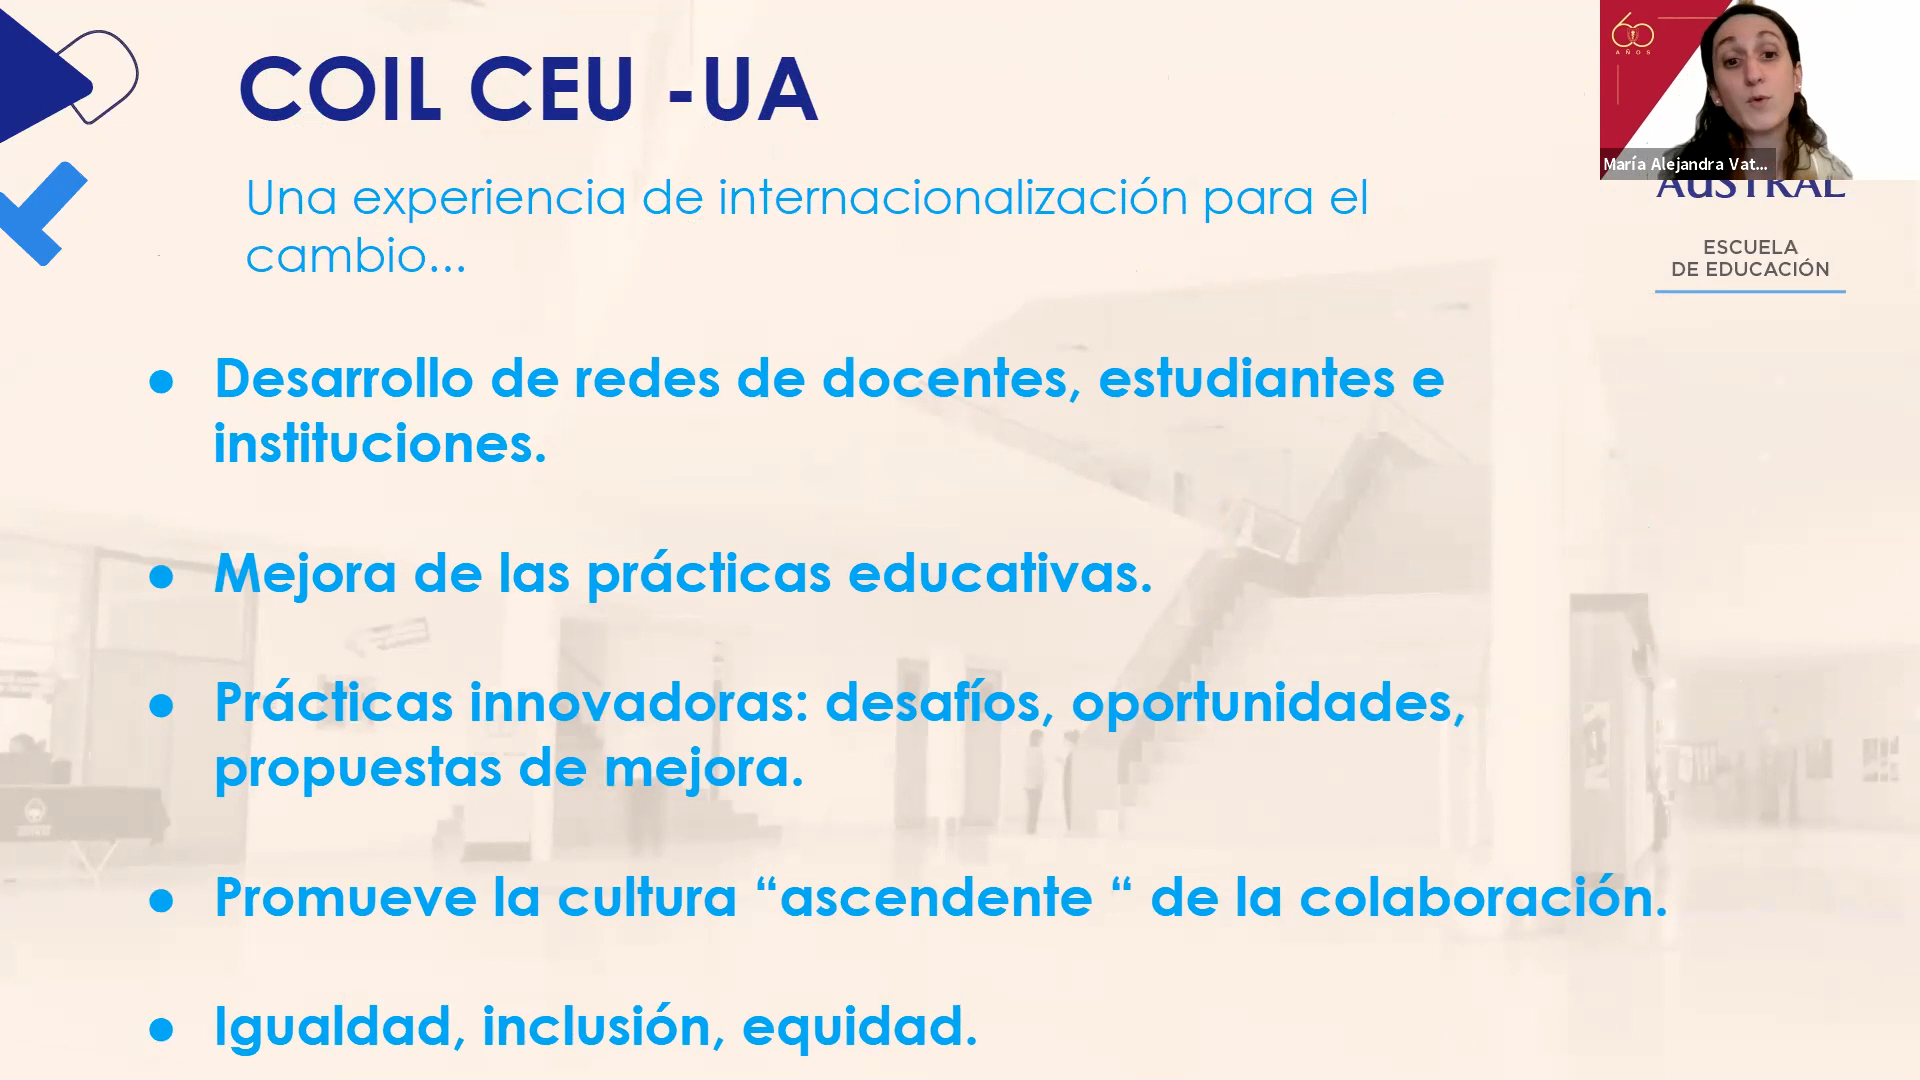 COIL CEU -UA
60
AÑOS
María Alejandra Vat...
Una experiencia de internacionalización para el
cambio...
AUSTRAL
ESCUELA
DE EDUCACIÓN
● Desarrollo de redes de docentes, estudiantes e
instituciones.
● Mejora de las prácticas educativas.
● Prácticas innovadoras: desafíos, oportunidades,
propuestas de mejora.
● Promueve la cultura “ascendente “ de la colaboración.
● Igualdad, inclusión, equidad.